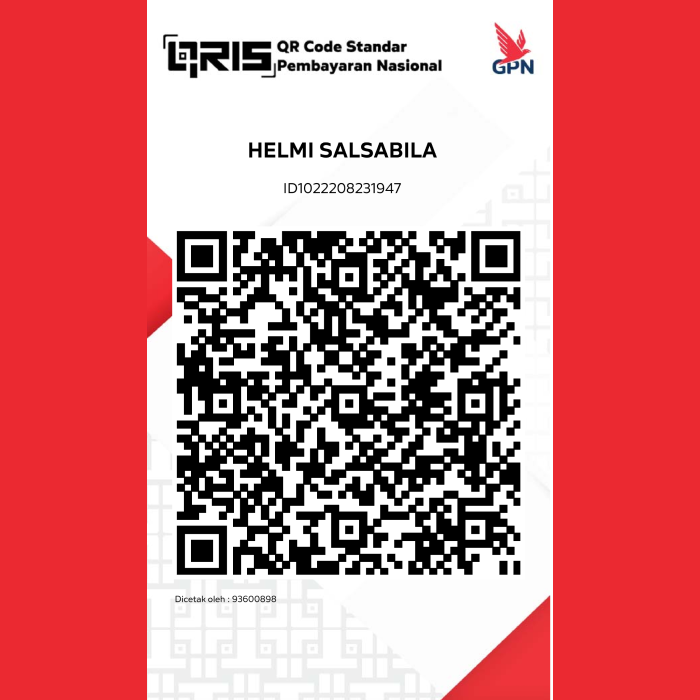 QRIS
QR Code Standar
Pembayaran Nasional
GPN
HELMI SALSABILA
ID1022208231947
Dicetak oleh : 93600898